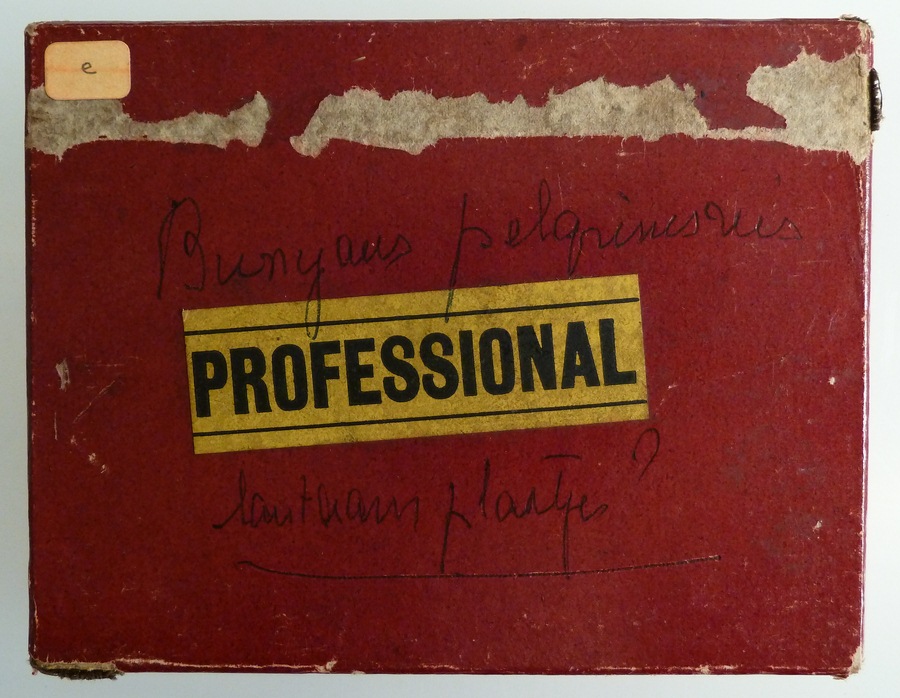 e
Bunyans pelgrimsreis
PROFESSIONAL
lantaarn plaatjes?